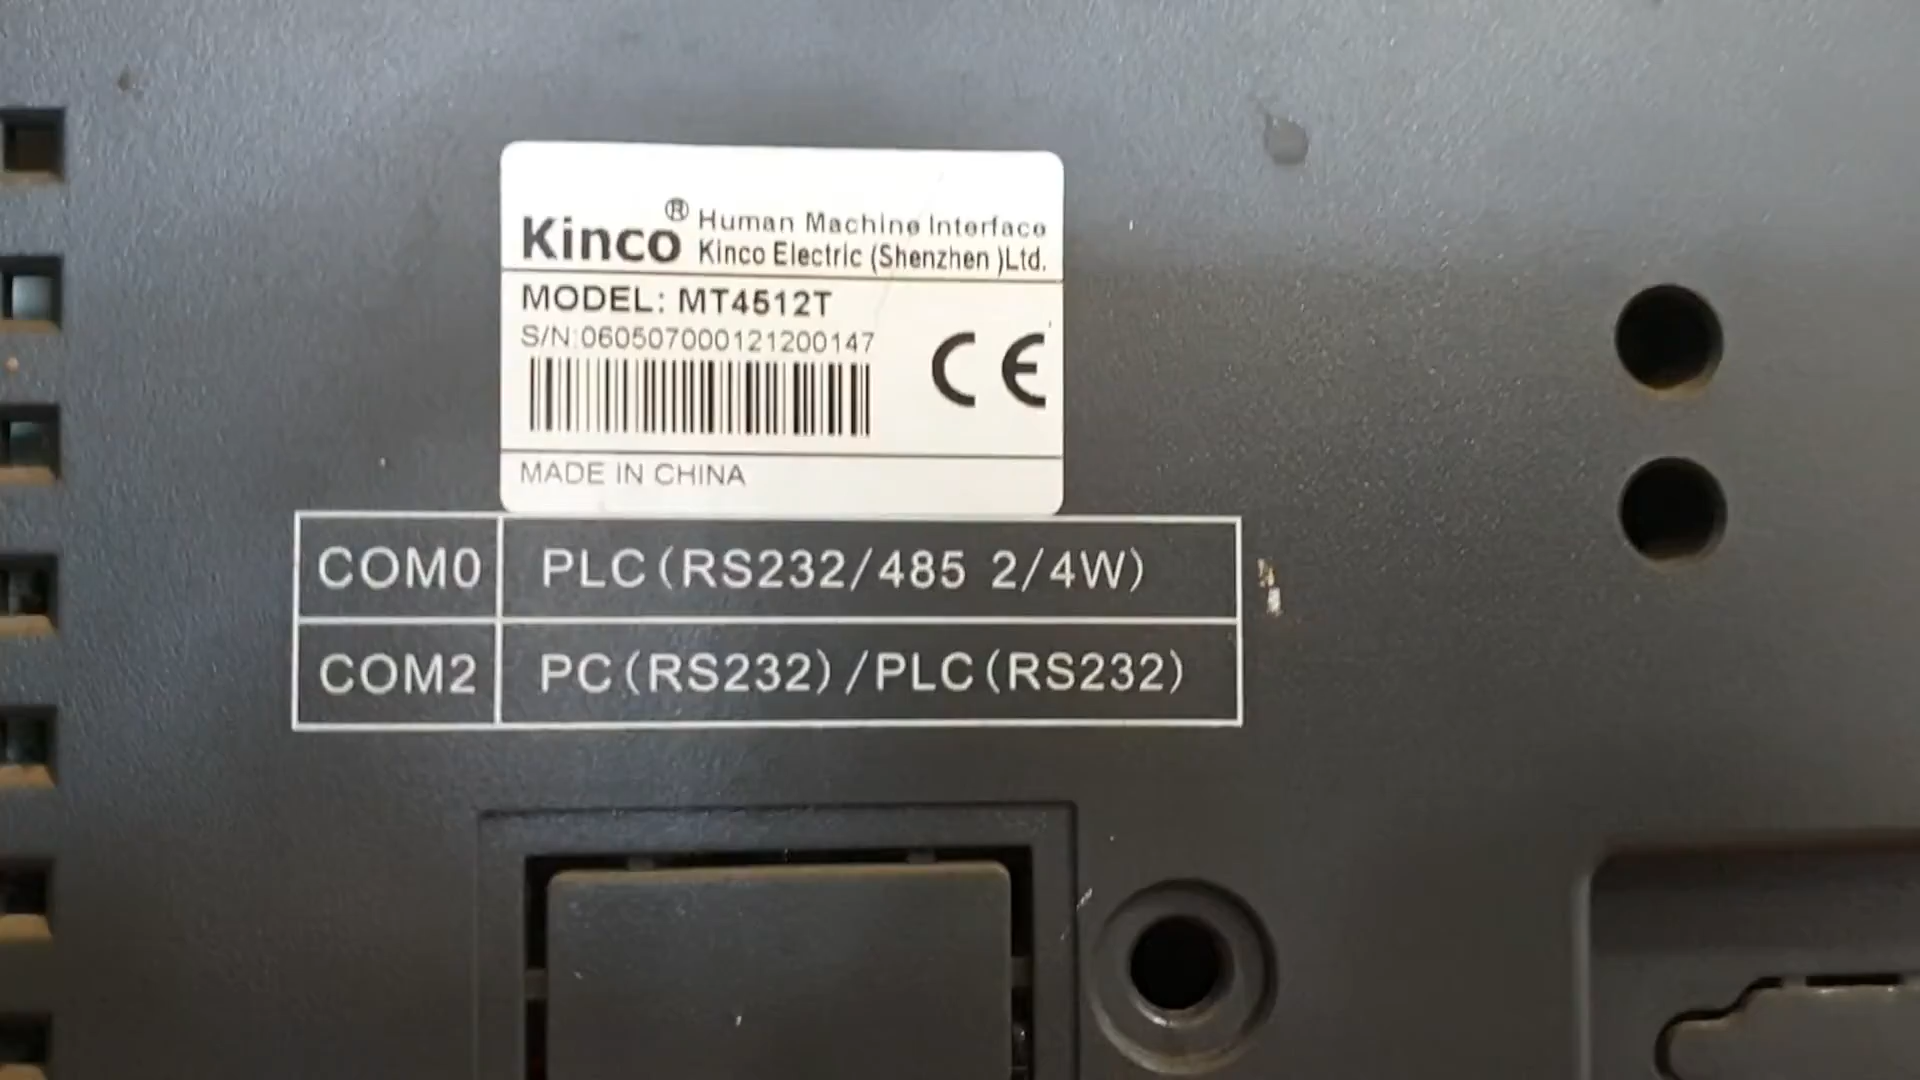 Kinco® Human Machine Interface
Kinco Electric (Shenzhen )Ltd.
MODEL: MT4512T
S/N:060507000121200147
CE
MADE IN CHINA
COM0 PLC(RS232/485 2/4W)
COM2 PC(RS232)/PLC(RS232)